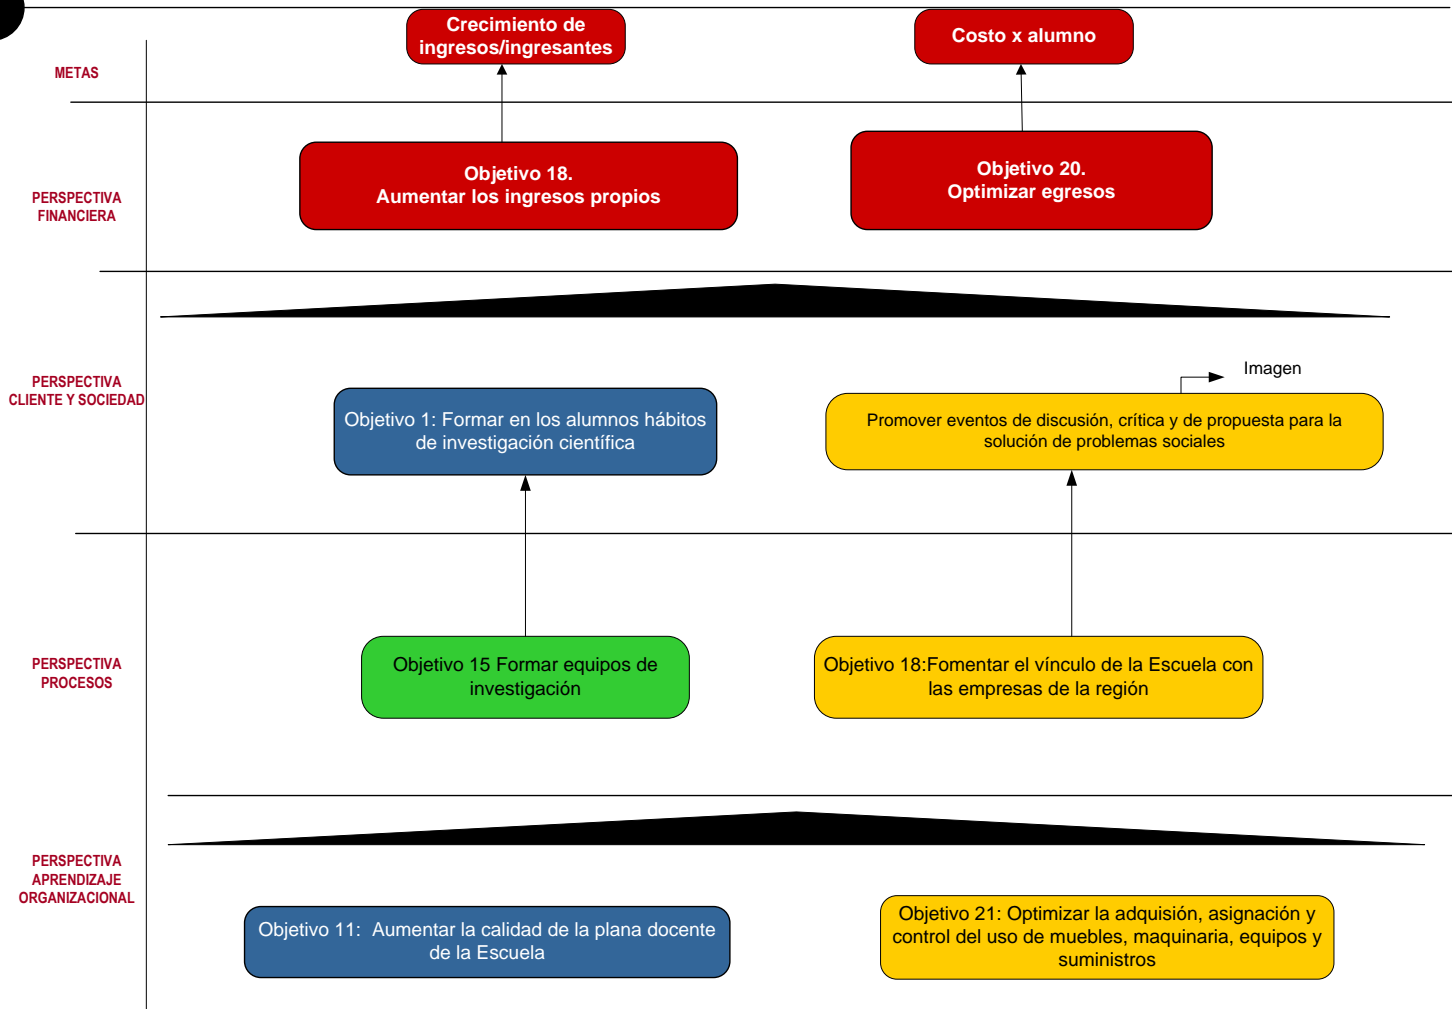 Crecimiento de
ingresos/ingresantes
Costo x alumno
METAS
Objetivo 18.
Aumentar los ingresos propios
Objetivo 20.
Optimizar egresos
PERSPECTIVA
FINANCIERA
PERSPECTIVA
CLIENTE Y SOCIEDAD
Imagen
Objetivo 1: Formar en los alumnos hábitos
de investigación científica
Promover eventos de discusión, crítica y de propuesta para la
solución de problemas sociales
PERSPECTIVA
PROCESOS
Objetivo 15 Formar equipos de
investigación
Objetivo 18:Fomentar el vínculo de la Escuela con
las empresas de la región
PERSPECTIVA
APRENDIZAJE
ORGANIZACIONAL
Objetivo 11: Aumentar la calidad de la plana docente
de la Escuela
Objetivo 21: Optimizar la adquisión, asignación y
control del uso de muebles, maquinaria, equipos y
suministros